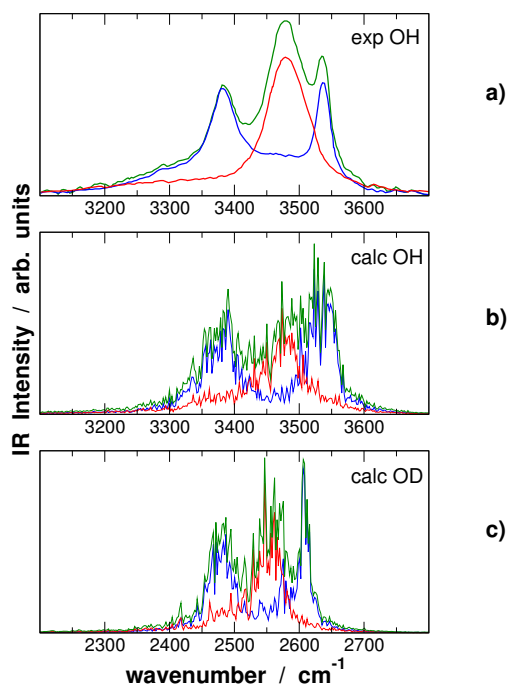 exp OH
a)
3200 3300 3400 3500 3600
IR Intensity / arb. units
calc OH
b)
3200 3300 3400 3500 3600
calc OD
c)
2300 2400 2500 2600 2700
wavenumber / cm-1